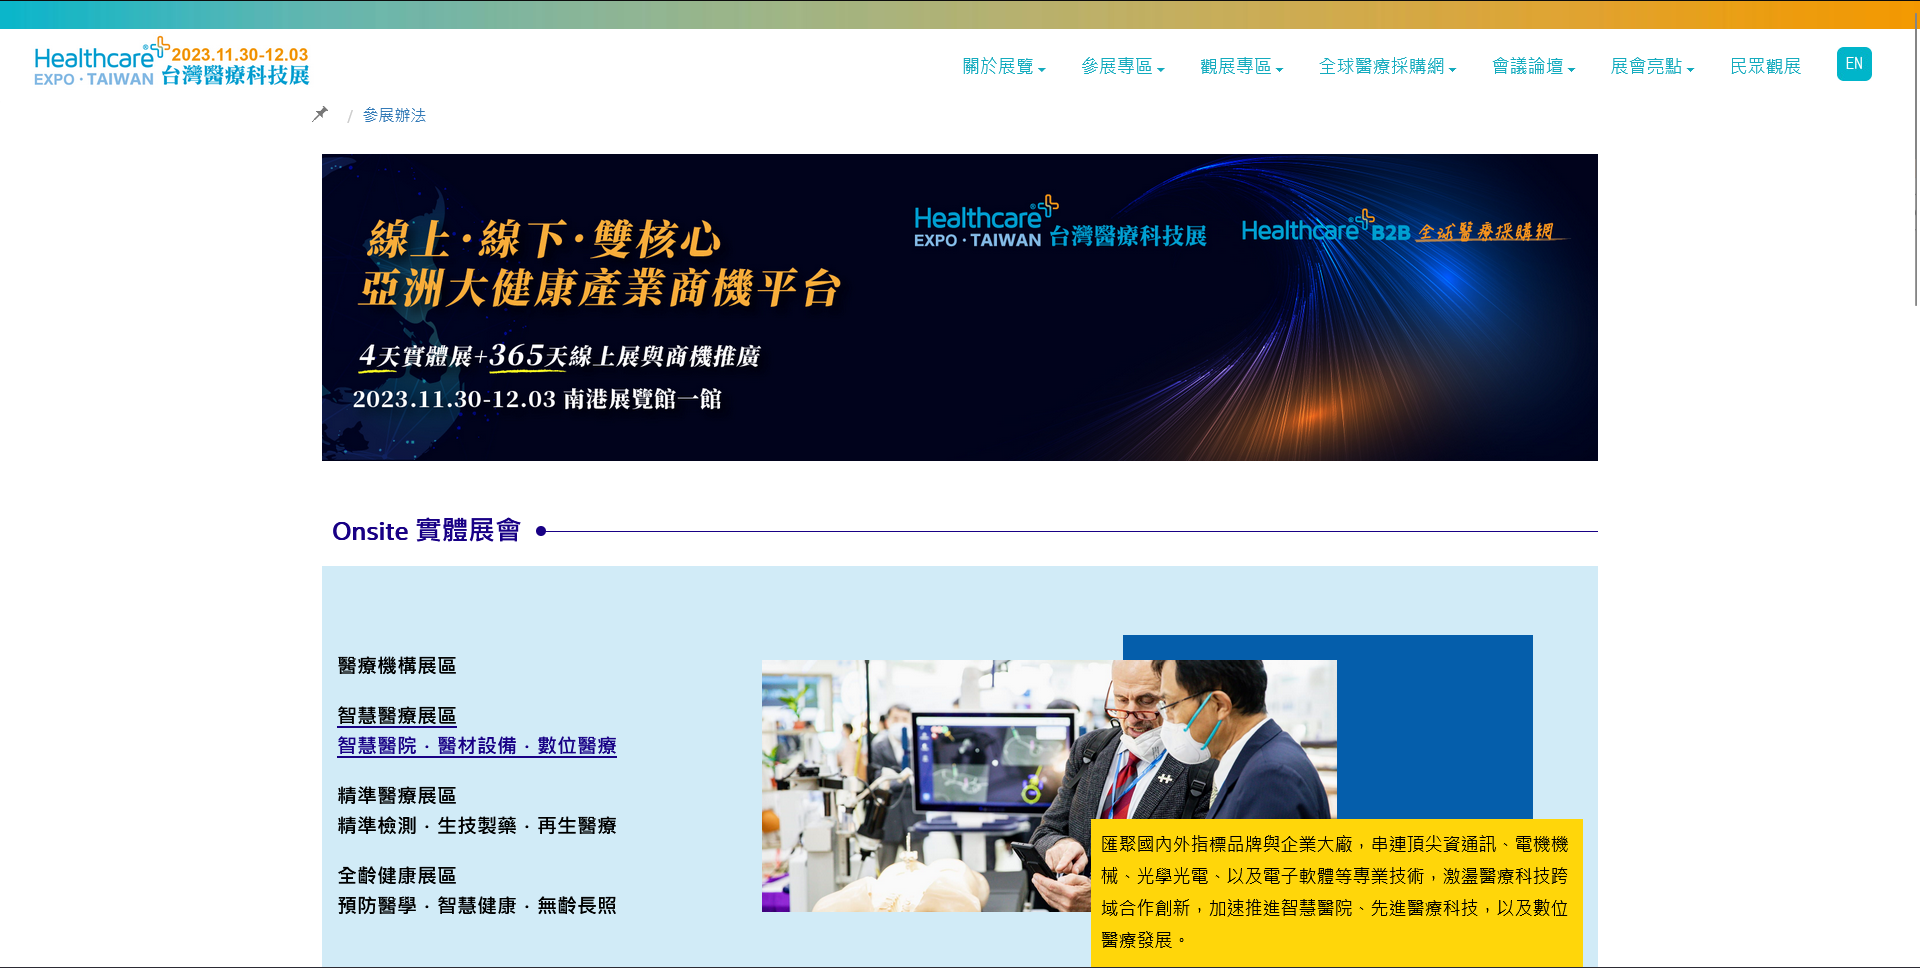 Healthcare® 2023.11.30-12.03
EXPO · TAIWAN 台灣醫療科技展
關於展覽 參展專區 觀展專區 全球醫療採購網 會議論壇 展會亮點 民眾觀展 EN
/ 參展辦法
線上·線下·雙核心
亞洲大健康產業商機平台
4天實體展+365天線上展與商機推廣
2023.11.30-12.03 南港展覽館一館
Healthcare®
EXPO · TAIWAN 台灣醫療科技展
Healthcare® B2B 全球醫療採購網
Onsite 實體展會
醫療機構展區
智慧醫療展區
智慧醫院．醫材設備．數位醫療
精準醫療展區
精準檢測．生技製藥．再生醫療
全齡健康展區
預防醫學．智慧健康．無齡長照
匯聚國內外指標品牌與企業大廠，串連頂尖資通訊、電機機
械、光學光電、以及電子軟體等專業技術，激盪醫療科技跨
域合作創新，加速推進智慧醫院、先進醫療科技，以及數位
醫療發展。